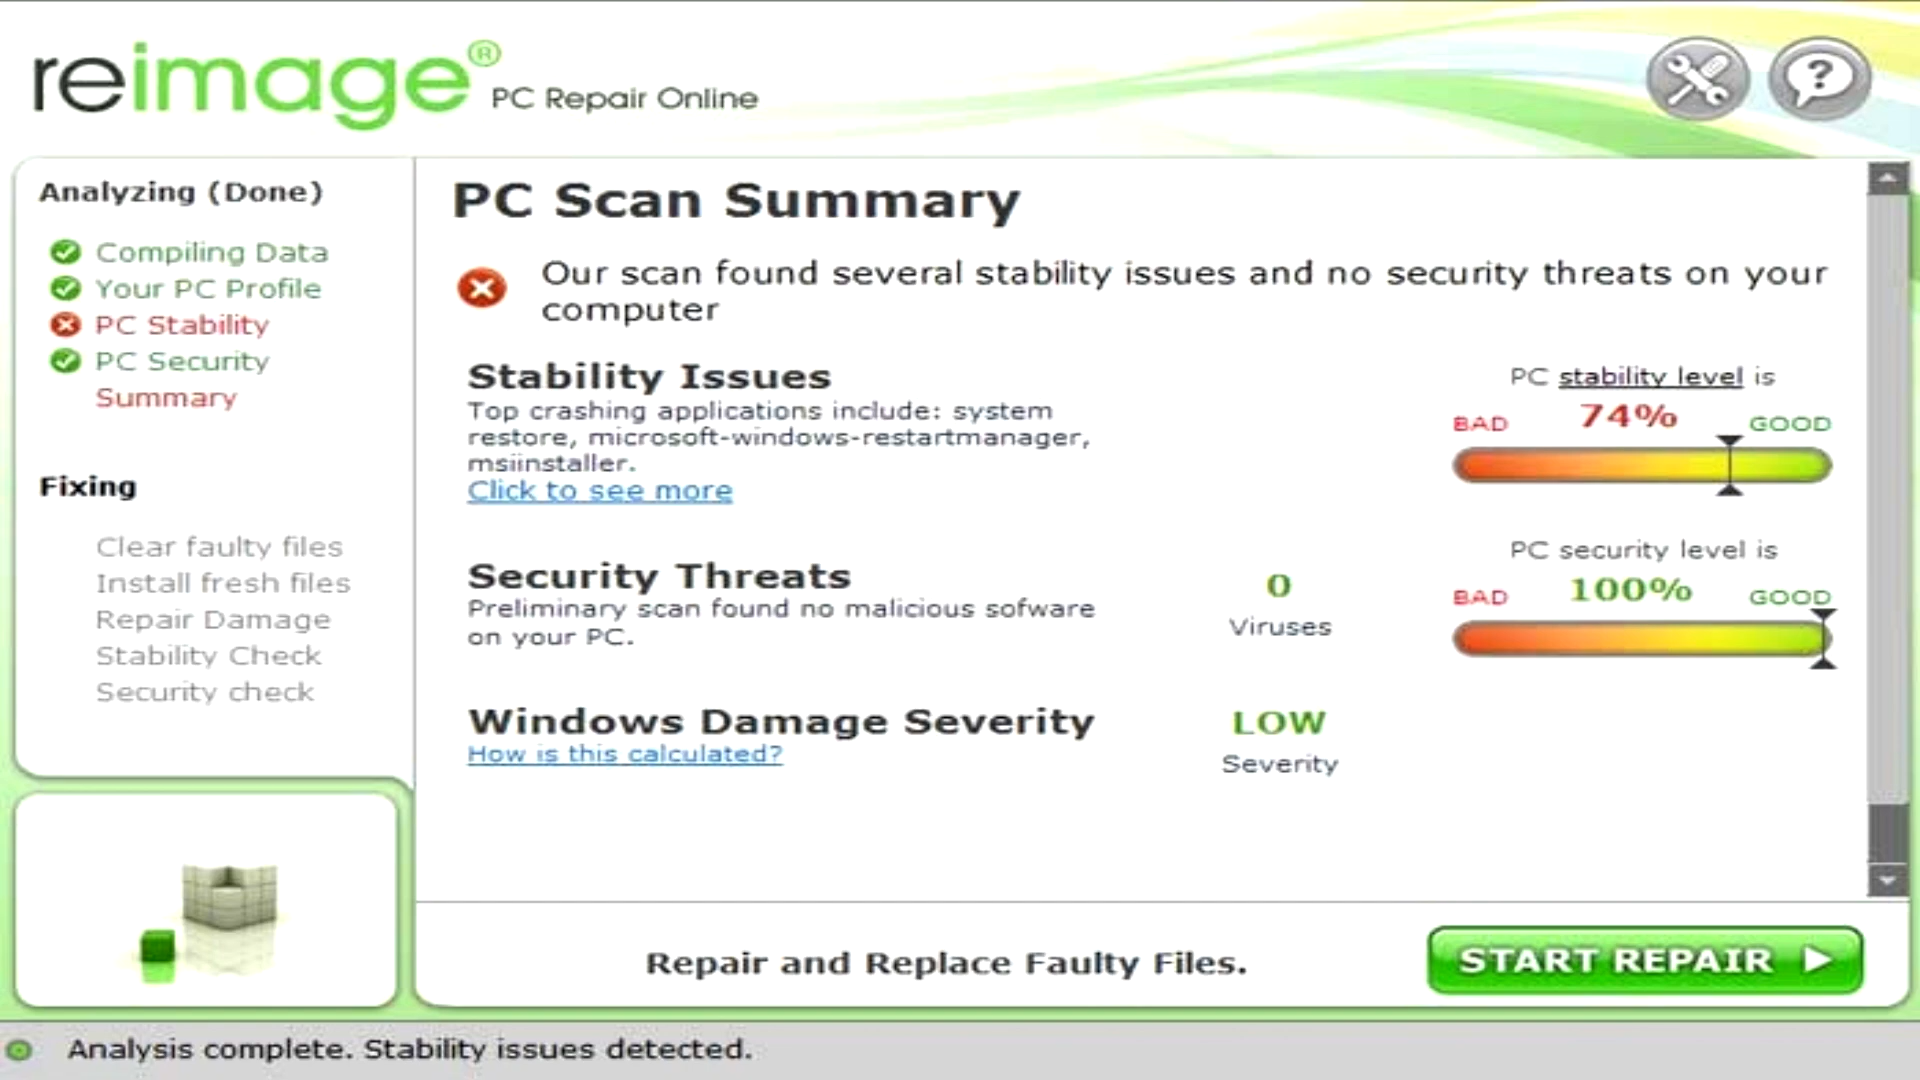 reimage®
PC Repair Online
Analyzing (Done)
Compiling Data
Your PC Profile
PC Stability
PC Security
Summary
Fixing
Clear faulty files
Install fresh files
Repair Damage
Stability Check
Security check
PC Scan Summary
Our scan found several stability issues and no security threats on your
computer
Stability Issues
Top crashing applications include: system
restore, microsoft-windows-restartmanager,
msiinstaller.
Click to see more
PC stability level is
BAD 74% GOOD
Security Threats
Preliminary scan found no malicious sofware
on your PC.
0
Viruses
PC security level is
BAD 100% GOOD
Windows Damage Severity
How is this calculated?
LOW
Severity
Repair and Replace Faulty Files.
START REPAIR
Analysis complete. Stability issues detected.